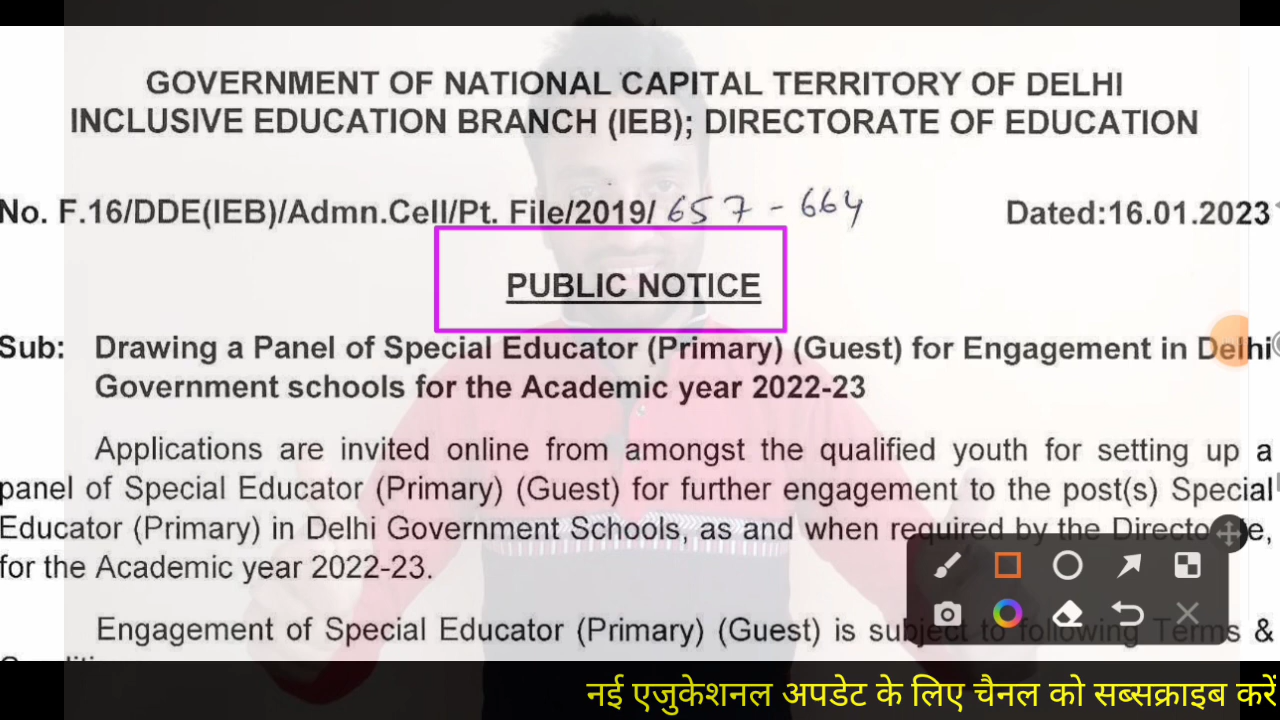 GOVERNMENT OF NATIONAL CAPITAL TERRITORY OF DELHI
INCLUSIVE EDUCATION BRANCH (IEB); DIRECTORATE OF EDUCATION
No. F.16/DDE(IEB)/Admn.Cell/Pt. File/2019/ 657 - 664 Dated:16.01.2023
PUBLIC NOTICE
Sub: Drawing a Panel of Special Educator (Primary) (Guest) for Engagement in Delhi
Government schools for the Academic year 2022-23
Applications are invited online from amongst the qualified youth for setting up a
panel of Special Educator (Primary) (Guest) for further engagement to the post(s) Special
Educator (Primary) in Delhi Government Schools, as and when required by the
for the Academic year 2022-23.
Engagement of Special Educator (Primary) (Guest) is subject to following Terms &
नई एजुकेशनल अपडेट के लिए चैनल को सब्सक्राइब करें